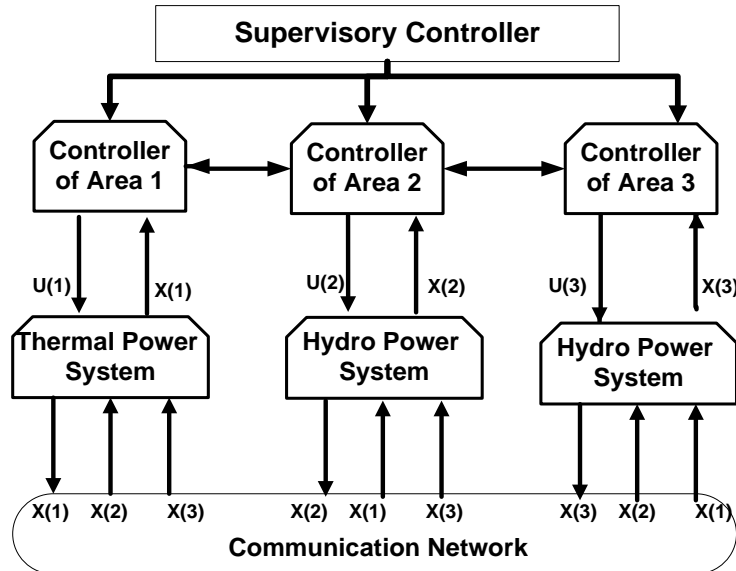 Supervisory Controller
Controller
of Area 1
Controller
of Area 2
Controller
of Area 3
U(1)
X(1)
U(2)
X(2)
U(3)
X(3)
Thermal Power
System
Hydro Power
System
Hydro Power
System
X(1)
X(2)
X(3)
X(2)
X(1)
X(3)
X(3)
X(2)
X(1)
Communication Network